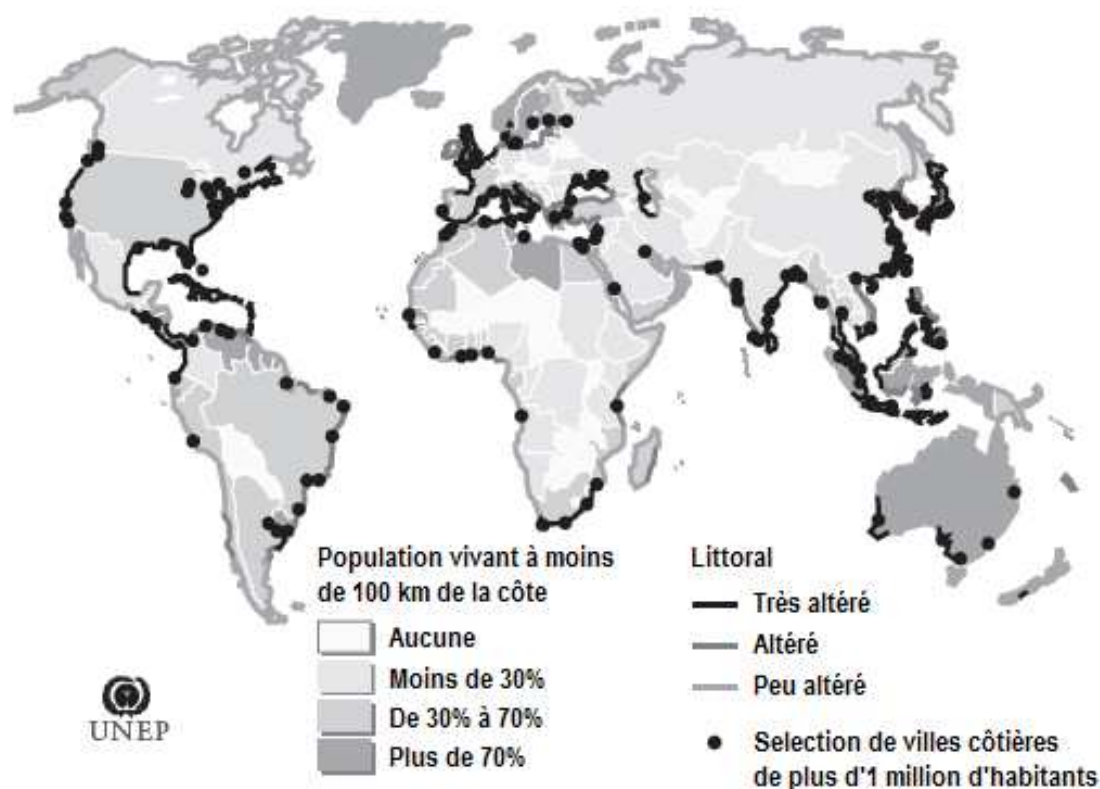 Population vivant à moins
de 100 km de la côte
Aucune
Moins de 30%
De 30% à 70%
Plus de 70%
Littoral
Très altéré
Altéré
Peu altéré
Selection de villes côtières
de plus d'1 million d'habitants
UNEP